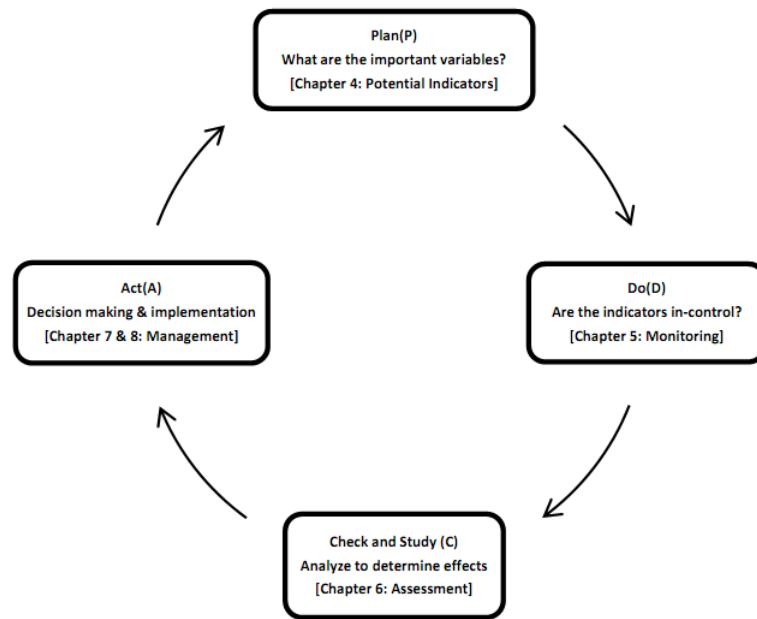 Plan(P)
What are the important variables?
[Chapter 4: Potential Indicators]
Act(A)
Decision making & implementation
[Chapter 7 & 8: Management]
Do(D)
Are the indicators in-control?
[Chapter 5: Monitoring]
Check and Study (C)
Analyze to determine effects
[Chapter 6: Assessment]